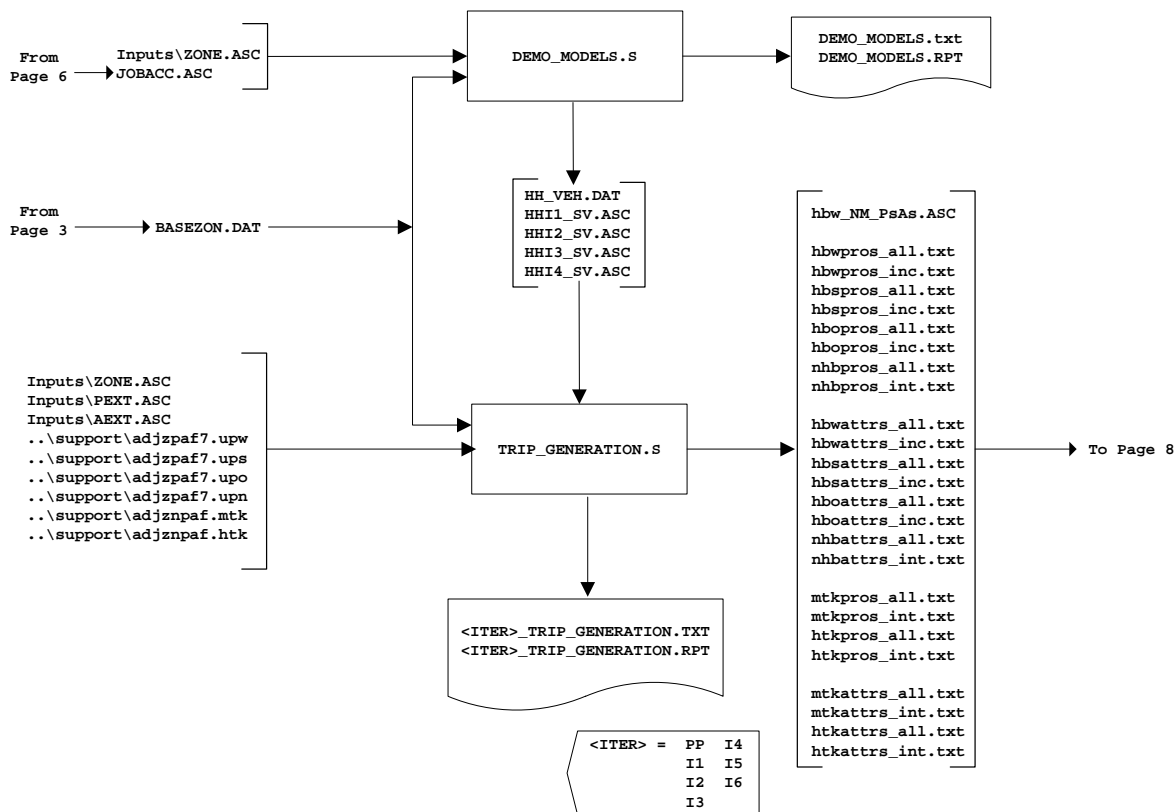 From
Page 6
Inputs\ZONE.ASC
JOBACC.ASC
DEMO_MODELS.S
DEMO_MODELS.txt
DEMO_MODELS.RPT
From
Page 3
BASEZON.DAT
HH_VEH.DAT
HHI1_SV.ASC
HHI2_SV.ASC
HHI3_SV.ASC
HHI4_SV.ASC
Inputs\ZONE.ASC
Inputs\PEXT.ASC
Inputs\AEXT.ASC
..\support\adjzpaf7.upw
..\support\adjzpaf7.ups
..\support\adjzpaf7.upo
..\support\adjzpaf7.upn
..\support\adjznpaf.mtk
..\support\adjznpaf.htk
TRIP_GENERATION.S
hbw_NM_PsAs.ASC
hbwpros_all.txt
hbwpros_inc.txt
hbspros_all.txt
hbspros_inc.txt
hbopros_all.txt
hbopros_inc.txt
nhbpros_all.txt
nhbpros_int.txt
hbwattrs_all.txt
hbwattrs_inc.txt
hbsattrs_all.txt
hbsattrs_inc.txt
hboattrs_all.txt
hboattrs_inc.txt
nhbattrs_all.txt
nhbattrs_int.txt
mtkpros_all.txt
mtkpros_int.txt
htkpros_all.txt
htkpros_int.txt
mtkattrs_all.txt
mtkattrs_int.txt
htkattrs_all.txt
htkattrs_int.txt
To Page 8
<ITER>_TRIP_GENERATION.TXT
<ITER>_TRIP_GENERATION.RPT
<ITER> = PP I4
I1 I5
I2 I6
I3